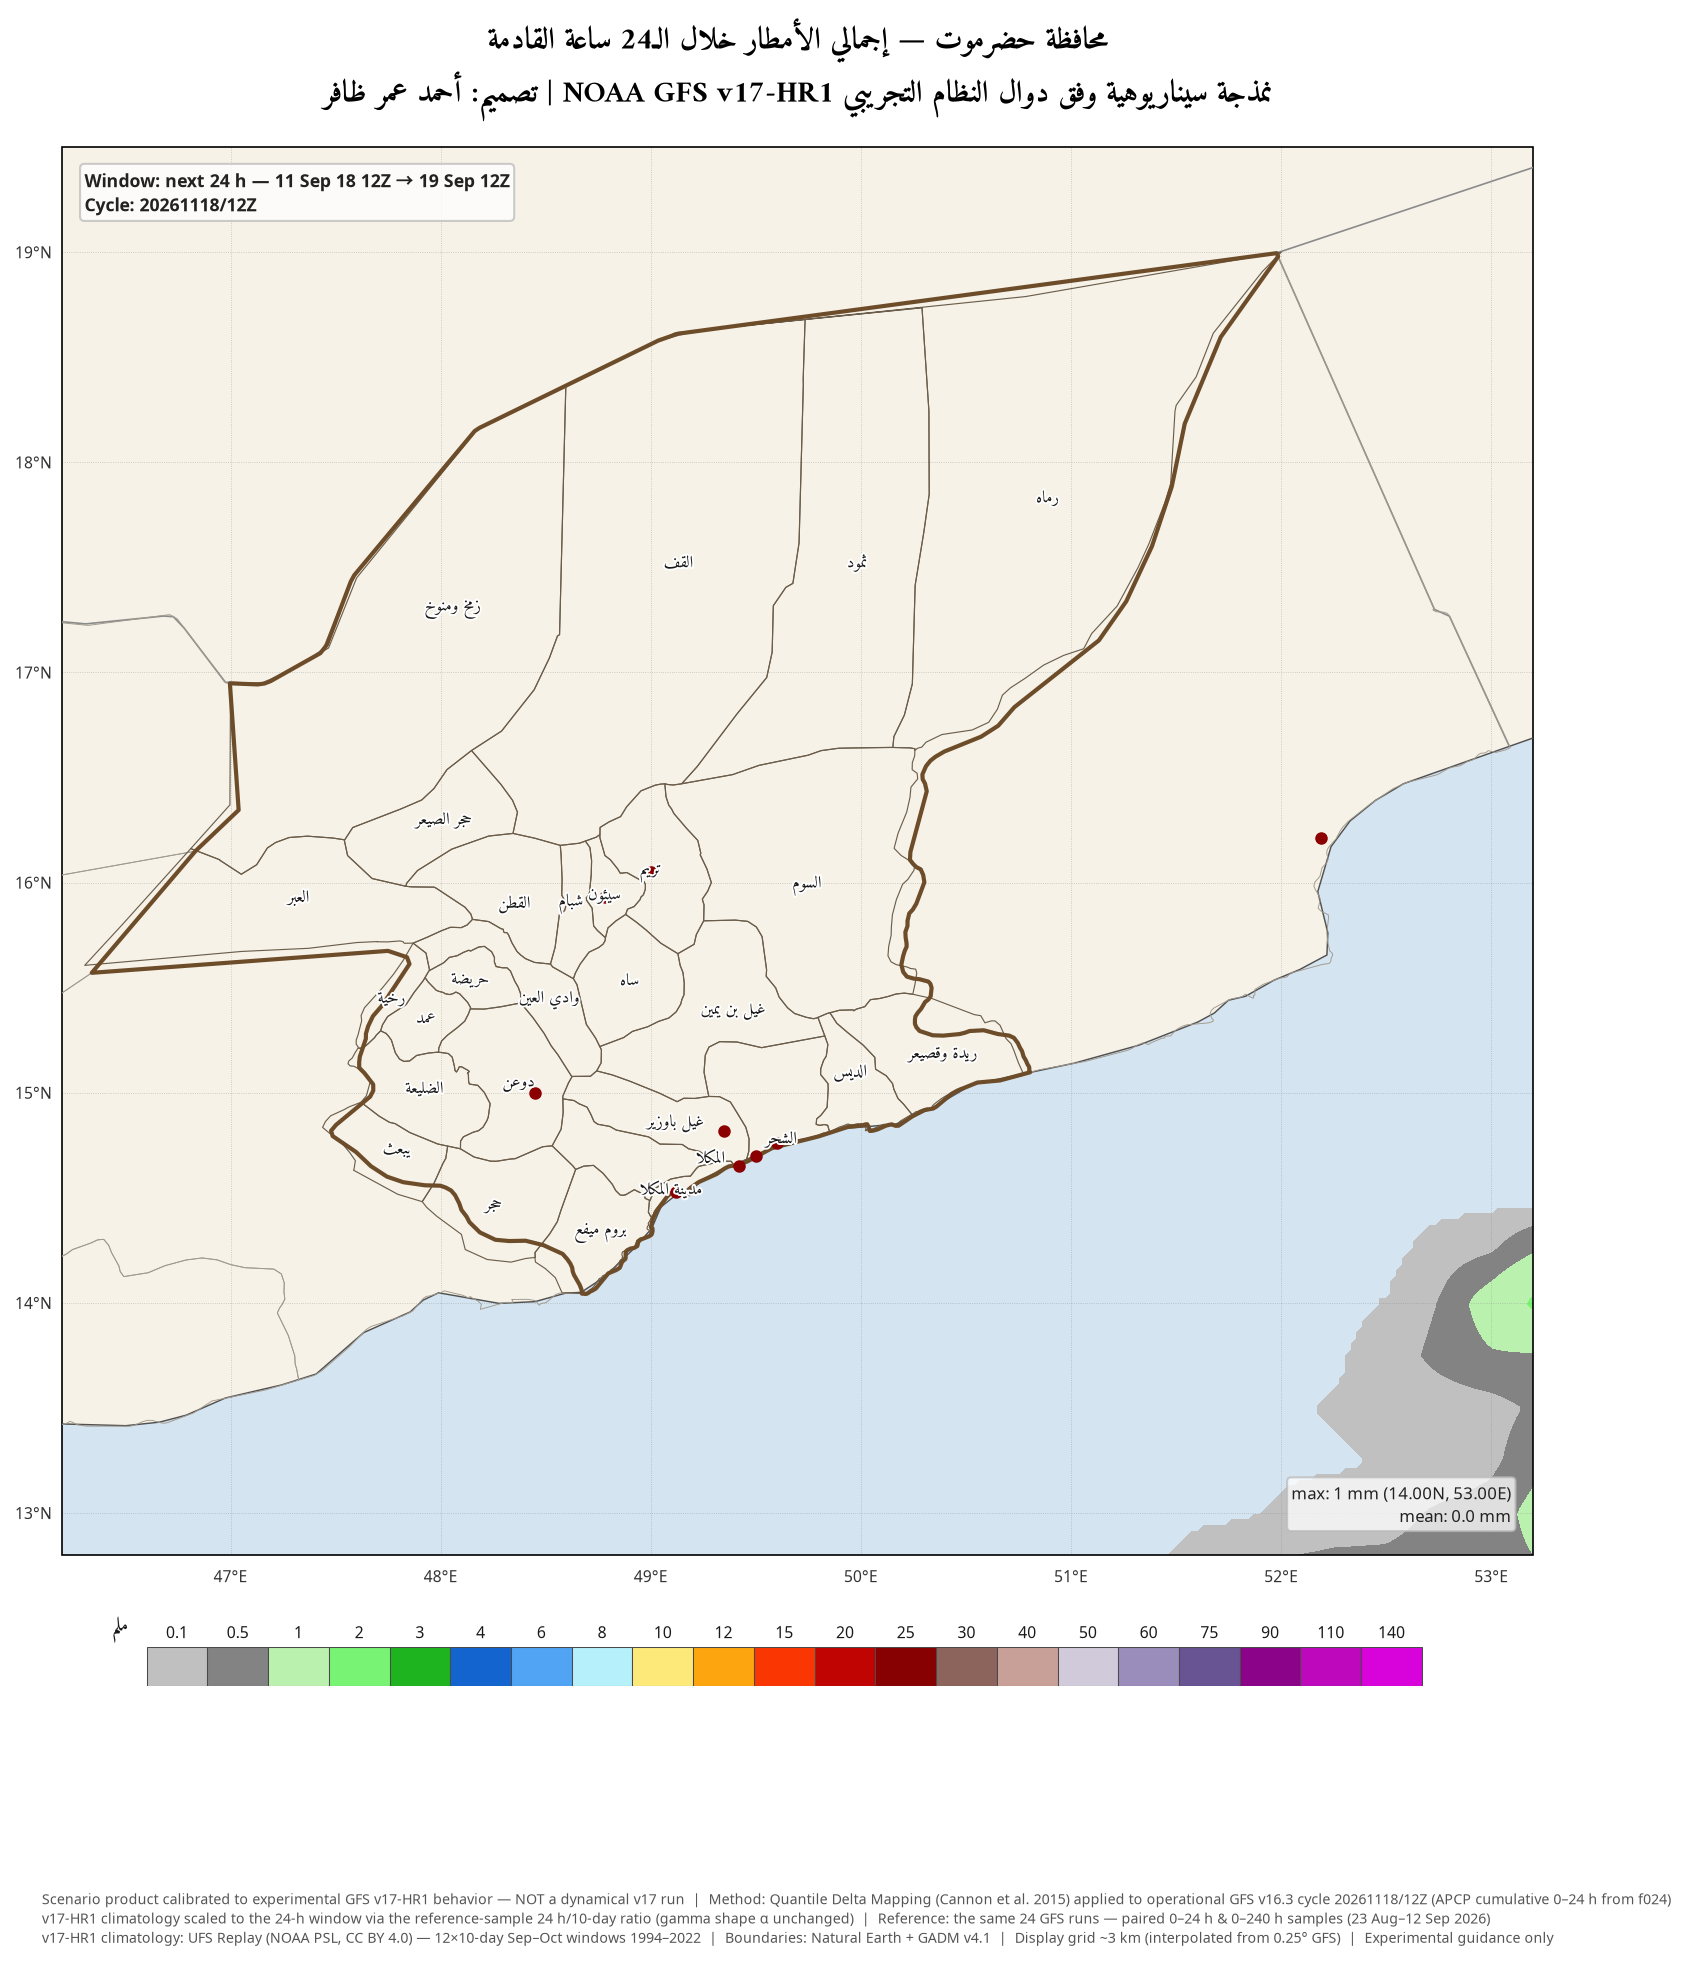 محافظة حضرموت — إجمالي الأمطار خلال الـ24 ساعة القادمة
نمذجة سيناريوهية وفق دوال النظام التجريبي NOAA GFS v17-HR1 | تصميم: أحمد عمر ظافر
Window: next 24 h — 11 Sep 18 12Z → 19 Sep 12Z
Cycle: 20261118/12Z
19°N
18°N
رماه
القف
ثمود
زمخ ومنوخ
17°N
حجر الصيعر
تريم
16°N
السوم
العبر
سيئون
شبام
القطن
حريضة
ساه
وادي العين
رخية
غيل بن يمين
عمد
ريدة وقصيعر
الديس
15°N
دوعن
الضليعة
غيل باوزير
الشحر
يبعث
المكلا
مدينة المكلا
حجر
بروم ميفع
14°N
13°N
max: 1 mm (14.00N, 53.00E)
mean: 0.0 mm
47°E 48°E 49°E 50°E 51°E 52°E 53°E
ملم
0.1 0.5 1 2 3 4 6 8 10 12 15 20 25 30 40 50 60 75 90 110 140
Scenario product calibrated to experimental GFS v17-HR1 behavior — NOT a dynamical v17 run | Method: Quantile Delta Mapping (Cannon et al. 2015) applied to operational GFS v16.3 cycle 20261118/12Z (APCP cumulative 0–24 h from f024)
v17-HR1 climatology scaled to the 24-h window via the reference-sample 24 h/10-day ratio (gamma shape α unchanged) | Reference: the same 24 GFS runs — paired 0–24 h & 0–240 h samples (23 Aug–12 Sep 2026)
v17-HR1 climatology: UFS Replay (NOAA PSL, CC BY 4.0) — 12×10-day Sep–Oct windows 1994–2022 | Boundaries: Natural Earth + GADM v4.1 | Display grid ~3 km (interpolated from 0.25° GFS) | Experimental guidance only